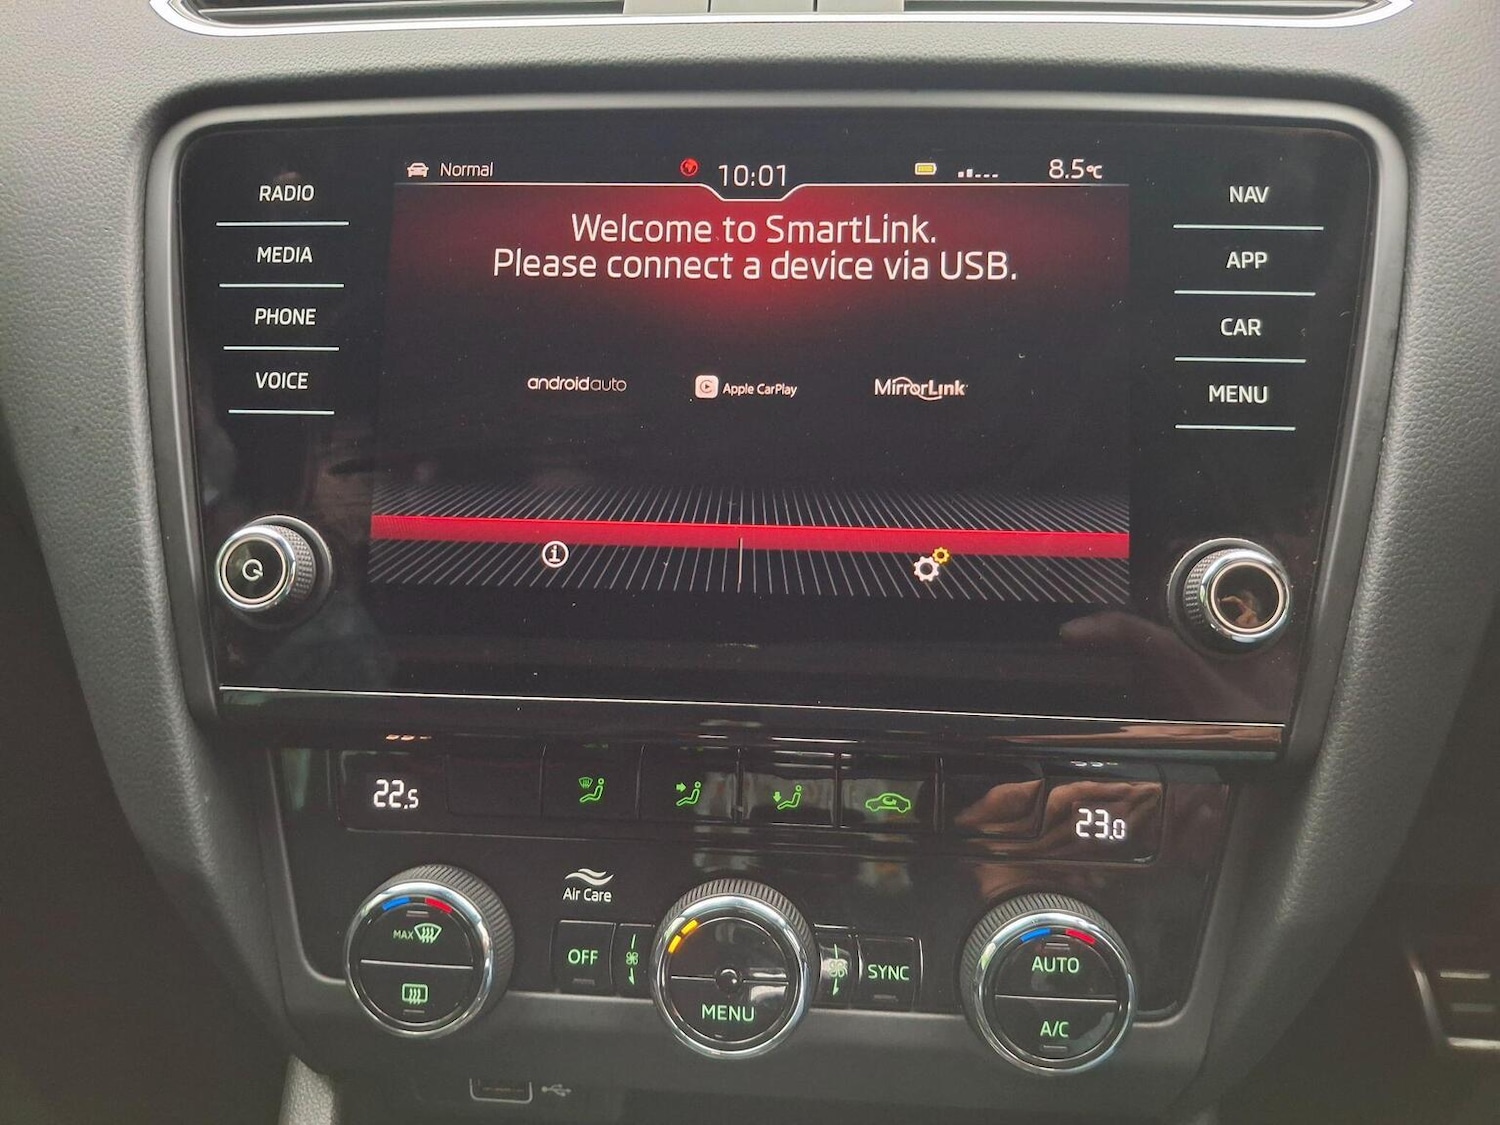 Normal
10:01
8.5°C
RADIO
MEDIA
PHONE
VOICE
Welcome to SmartLink.
Please connect a device via USB.
androidauto
Apple CarPlay
MirrorLink
NAV
APP
CAR
MENU
22.5
23.0
Air Care
MAX
OFF
MENU
SYNC
AUTO
A/C